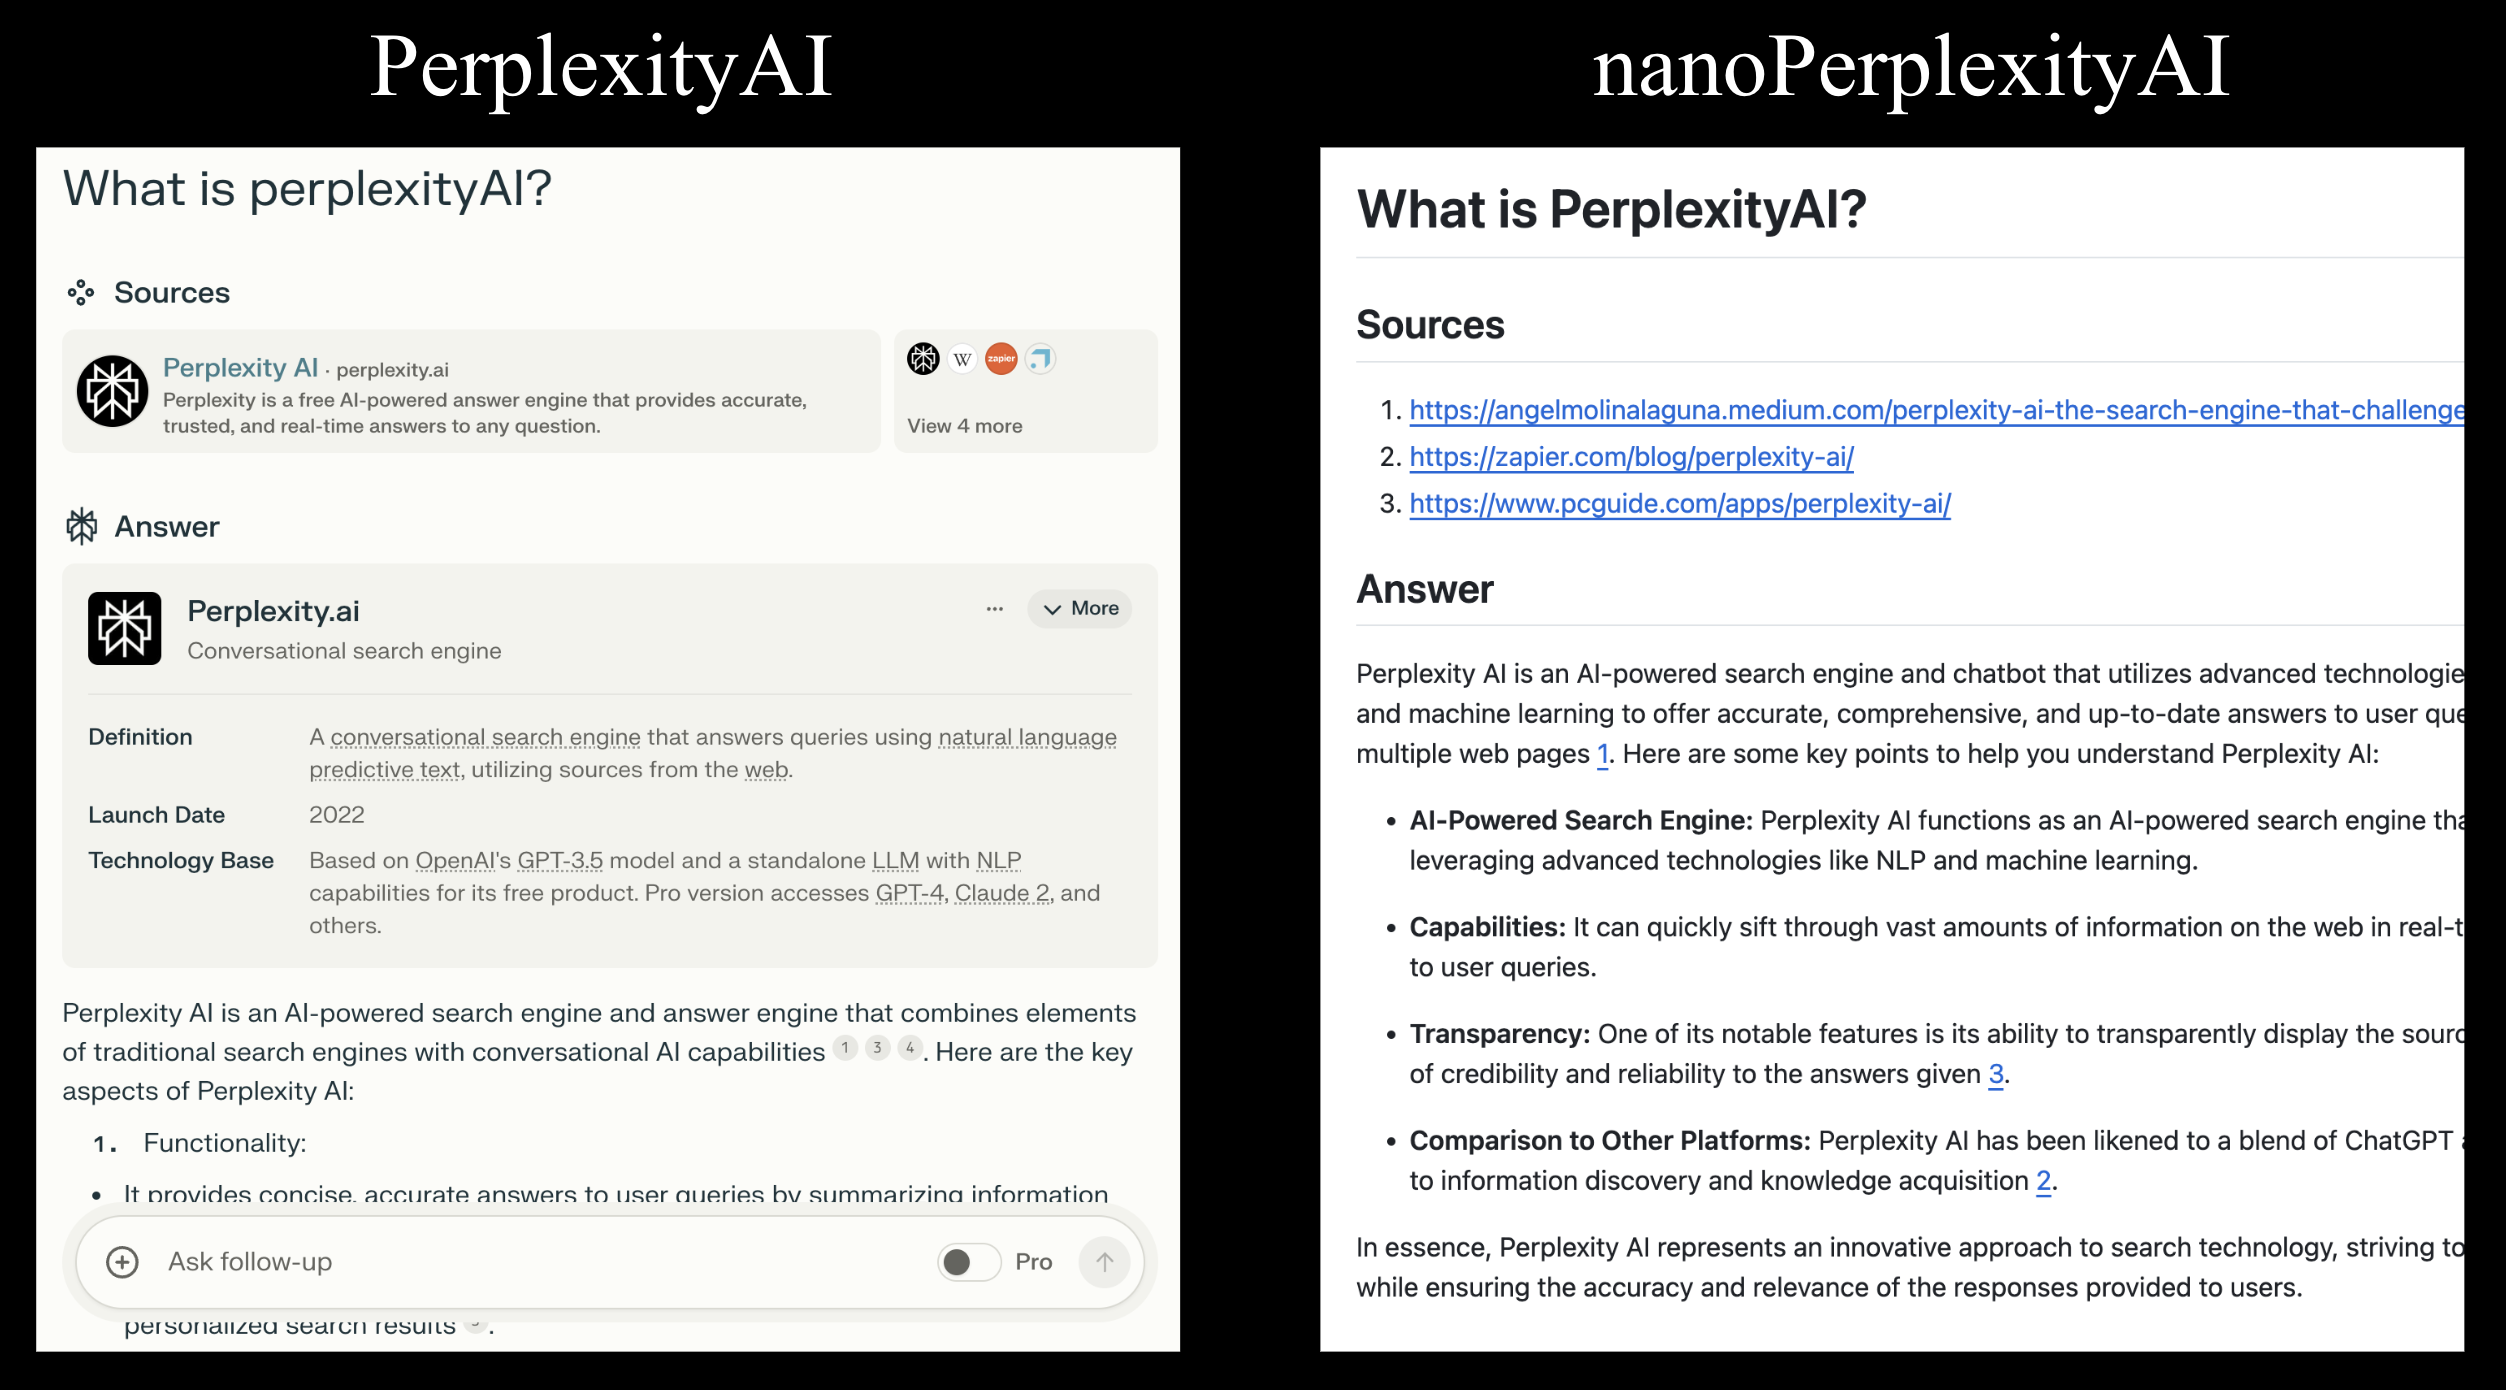 PerplexityAI
What is perplexityAI?
Sources
Perplexity AI · perplexity.ai
Perplexity is a free AI-powered answer engine that provides accurate,
trusted, and real-time answers to any question.
W zapier
View 4 more
Answer
Perplexity.ai
Conversational search engine
More
Definition
A conversational search engine that answers queries using natural language
predictive text, utilizing sources from the web.
Launch Date
2022
Technology Base
Based on OpenAI's GPT-3.5 model and a standalone LLM with NLP
capabilities for its free product. Pro version accesses GPT-4, Claude 2, and
others.
Perplexity AI is an AI-powered search engine and answer engine that combines elements
of traditional search engines with conversational AI capabilities 1 3 4. Here are the key
aspects of Perplexity AI:
1. Functionality:
• It provides concise, accurate answers to user queries by summarizing information
Ask follow-up
Pro
personalized search results .
nanoPerplexityAI
What is PerplexityAI?
Sources
1. https://angelmolinalaguna.medium.com/perplexity-ai-the-search-engine-that-challenge
2. https://zapier.com/blog/perplexity-ai/
3. https://www.pcguide.com/apps/perplexity-ai/
Answer
Perplexity AI is an AI-powered search engine and chatbot that utilizes advanced technologie
and machine learning to offer accurate, comprehensive, and up-to-date answers to user que
multiple web pages 1. Here are some key points to help you understand Perplexity AI:
• AI-Powered Search Engine: Perplexity AI functions as an AI-powered search engine tha
leveraging advanced technologies like NLP and machine learning.
• Capabilities: It can quickly sift through vast amounts of information on the web in real-t
to user queries.
• Transparency: One of its notable features is its ability to transparently display the sourc
of credibility and reliability to the answers given 3.
• Comparison to Other Platforms: Perplexity AI has been likened to a blend of ChatGPT
to information discovery and knowledge acquisition 2.
In essence, Perplexity AI represents an innovative approach to search technology, striving to
while ensuring the accuracy and relevance of the responses provided to users.